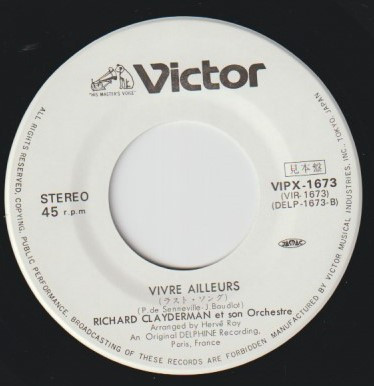 Victor
"HIS MASTER'S VOICE"
見本盤
STEREO
45 r.p.m
VIPX-1673
(VIR-1673)
(DELP-1673-B)
JASRAC
VIVRE AILLEURS
(ラスト・ソング)
(P. de Senneville-J. Baudlot)
RICHARD CLAYDERMAN et son Orchestre
Arranged by Hervé Roy
An Original DELPHINE Recording,
Paris, France
ALL RIGHTS RESERVED, COPYING, PUBLIC PERFORMANCE, BROADCASTING OF THESE RECORDS ARE FORBIDDEN. MANUFACTURED BY VICTOR MUSICAL INDUSTRIES, INC. TOKYO, JAPAN